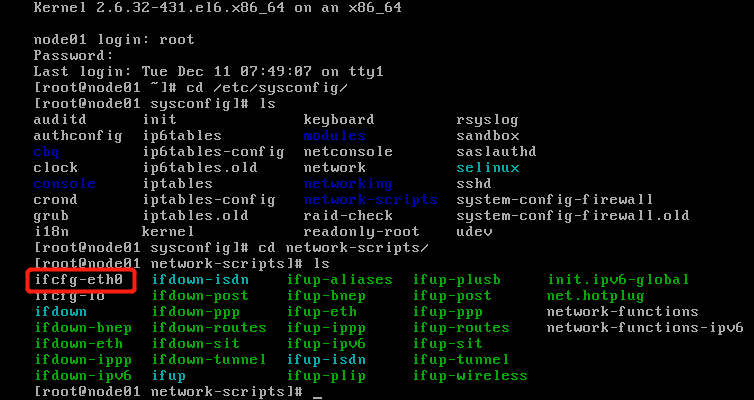 Kernel 2.6.32-431.el6.x86_64 on an x86_64
node01 login: root
Password:
Last login: Tue Dec 11 07:49:07 on tty1
[root@node01 ~]# cd /etc/sysconfig/
[root@node01 sysconfig]# ls
auditd init keyboard rsyslog
authconfig ip6tables modules sandbox
cbq ip6tables-config netconsole saslauthd
clock ip6tables.old network selinux
console iptables networking sshd
crond iptables-config network-scripts system-config-firewall
grub iptables.old raid-check system-config-firewall.old
i18n kernel readonly-root udev
[root@node01 sysconfig]# cd network-scripts/
[root@node01 network-scripts]# ls
ifcfg-eth0 ifdown-isdn ifup-aliases ifup-plusb init.ipv6-global
ifcfg-lo ifdown-post ifup-bnep ifup-post net.hotplug
ifdown ifdown-ppp ifup-eth ifup-ppp network-functions
ifdown-bnep ifdown-routes ifup-ippp ifup-routes network-functions-ipv6
ifdown-eth ifdown-sit ifup-ipv6 ifup-sit
ifdown-ippp ifdown-tunnel ifup-isdn ifup-tunnel
ifdown-ipv6 ifup ifup-plip ifup-wireless
[root@node01 network-scripts]# _